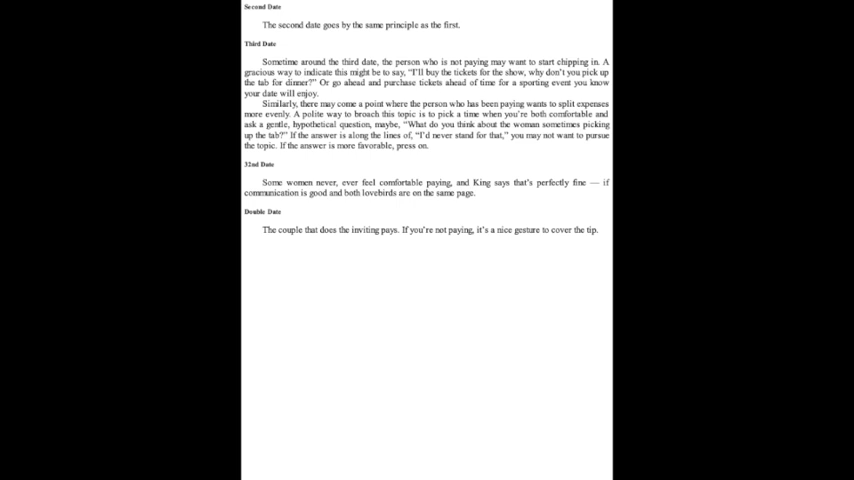 Second Date
The second date goes by the same principle as the first.
Third Date
Sometime around the third date, the person who is not paying may want to start chipping in. A
gracious way to indicate this might be to say, “I’ll buy the tickets for the show, why don’t you pick up
the tab for dinner?” Or go ahead and purchase tickets ahead of time for a sporting event you know
your date will enjoy.
Similarly, there may come a point where the person who has been paying wants to split expenses
more evenly. A polite way to broach this topic is to pick a time when you’re both comfortable and
ask a gentle, hypothetical question, maybe, “What do you think about the woman sometimes picking
up the tab?” If the answer is along the lines of, “I’d never stand for that,” you may not want to pursue
the topic. If the answer is more favorable, press on.
32nd Date
Some women never, ever feel comfortable paying, and King says that’s perfectly fine — if
communication is good and both lovebirds are on the same page.
Double Date
The couple that does the inviting pays. If you’re not paying, it’s a nice gesture to cover the tip.